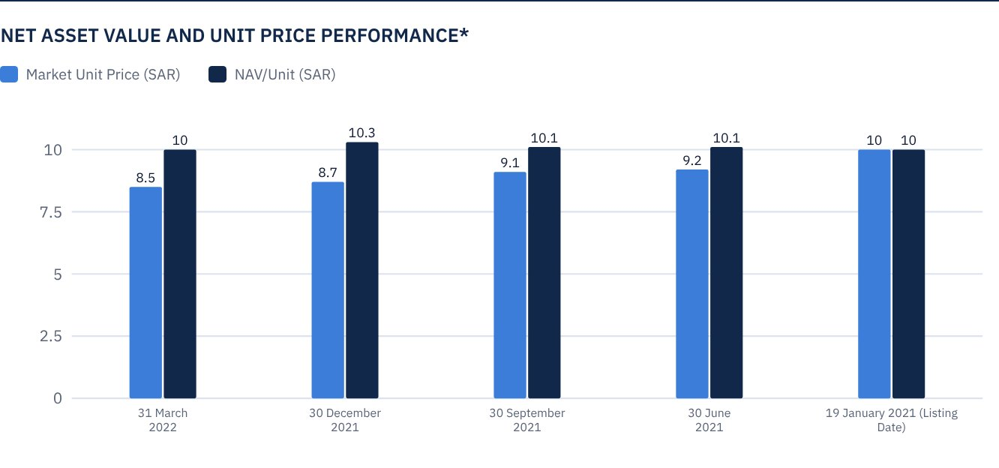 NET ASSET VALUE AND UNIT PRICE PERFORMANCE*
Market Unit Price (SAR) NAV/Unit (SAR)
10
7.5
5
2.5
0
8.5 10
8.7 10.3
9.1 10.1
9.2 10.1
10 10
31 March
2022
30 December
2021
30 September
2021
30 June
2021
19 January 2021 (Listing
Date)